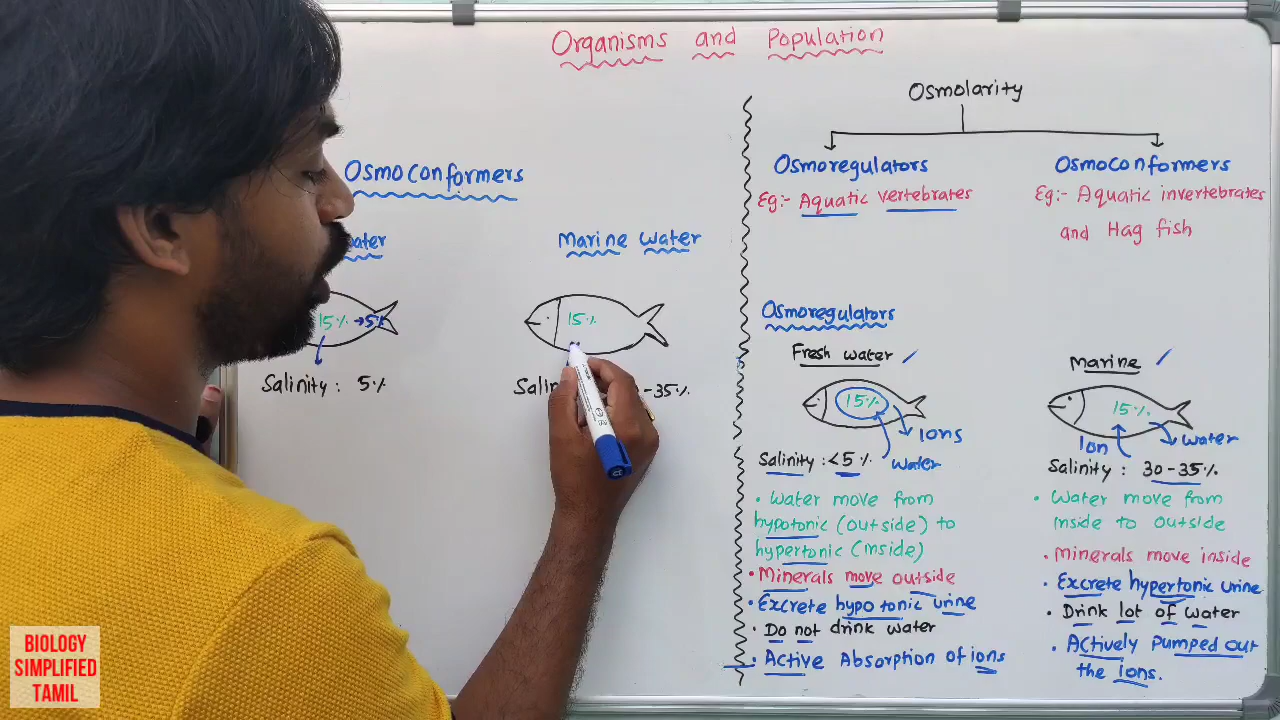 Organisms and Population
Osmoconformers
water
Marine water
15% →5%
15%
Salinity : 5%
-35%
Osmolarity
Osmoregulators
Eg:- Aquatic vertebrates
Osmoconformers
Eg:- Aquatic invertebrates
and Hag fish
Osmoregulators
Fresh water
15%
Ions
Salinity : <5%
water
• Water move from
hypotonic (outside) to
hypertonic (inside)
• Minerals move outside
• Excrete hypo tonic urine
• Do not drink water
• Active Absorption of ions
Marine
15%
Ion
water
Salinity : 30-35%
• Water move from
inside to outside
• Minerals move inside
• Excrete hypertonic urine
• Drink lot of water
• Actively Pumped out
the ions.
BIOLOGY
SIMPLIFIED
TAMIL